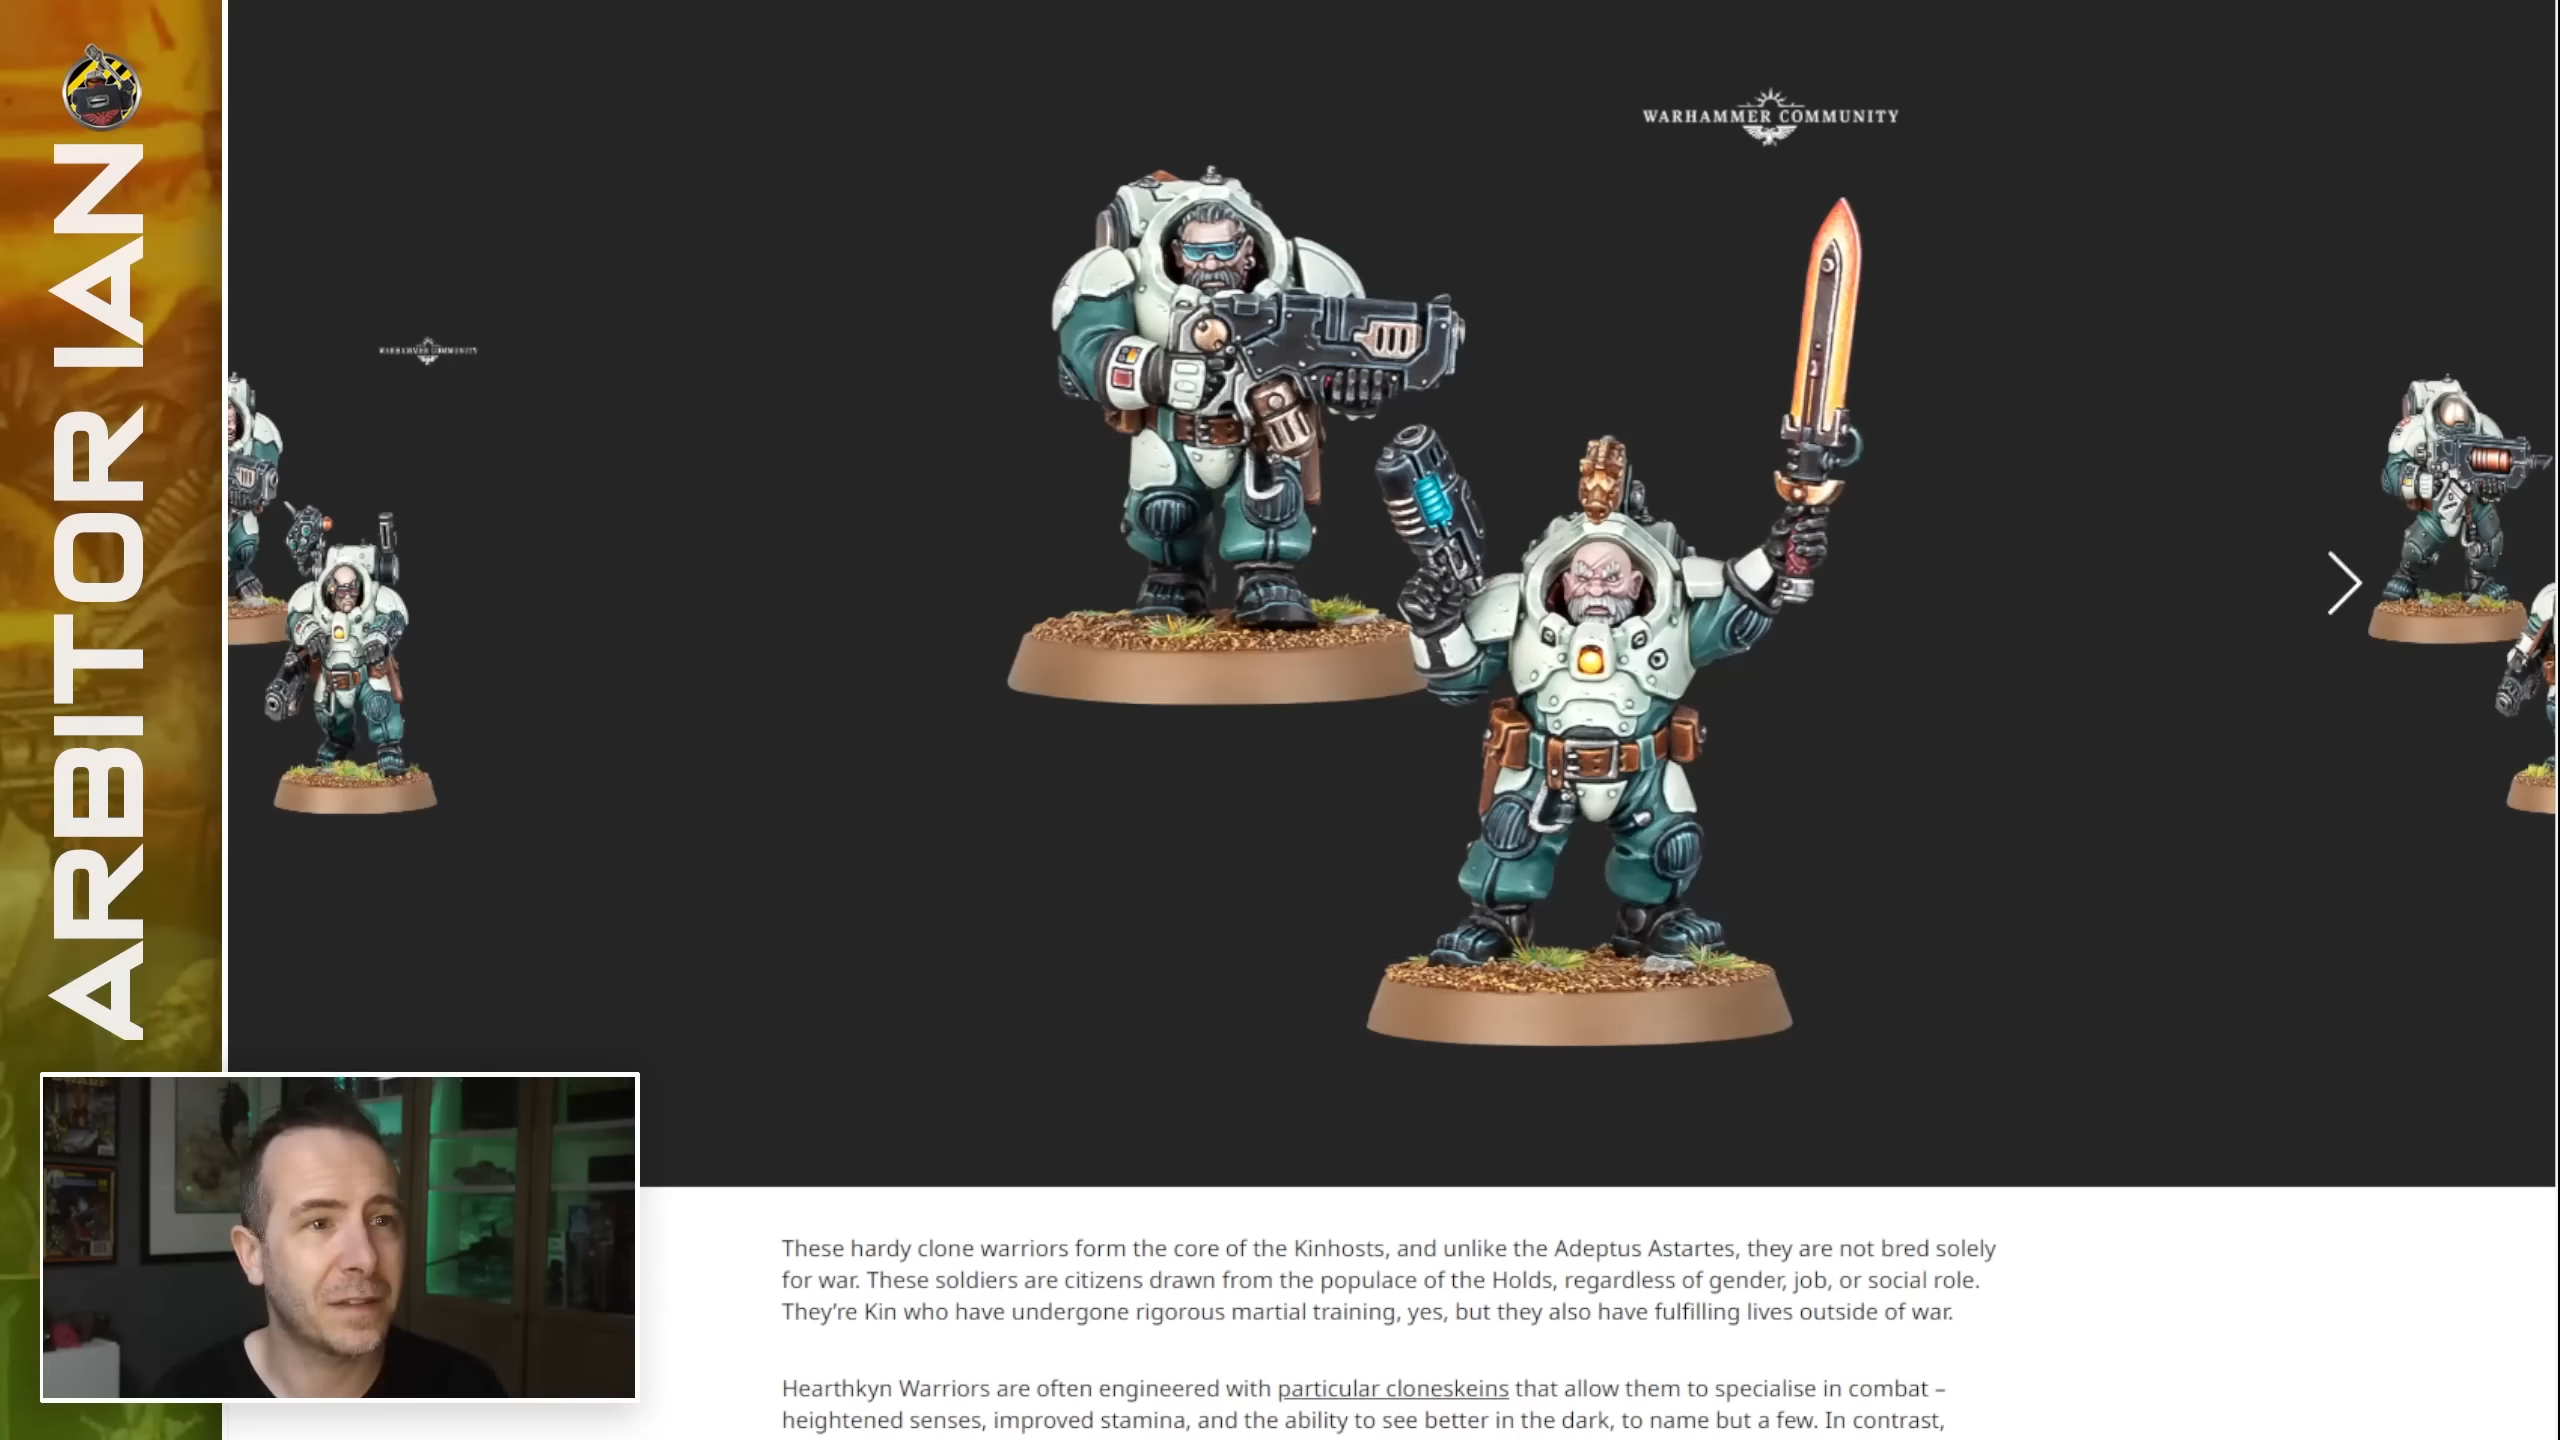 ARBITOR IAN
WARHAMMER COMMUNITY
WARHAMMER COMMUNITY
These hardy clone warriors form the core of the Kinhosts, and unlike the Adeptus Astartes, they are not bred solely
for war. These soldiers are citizens drawn from the populace of the Holds, regardless of gender, job, or social role.
They’re Kin who have undergone rigorous martial training, yes, but they also have fulfilling lives outside of war.
Hearthkyn Warriors are often engineered with particular cloneskeins that allow them to specialise in combat –
heightened senses, improved stamina, and the ability to see better in the dark, to name but a few. In contrast,